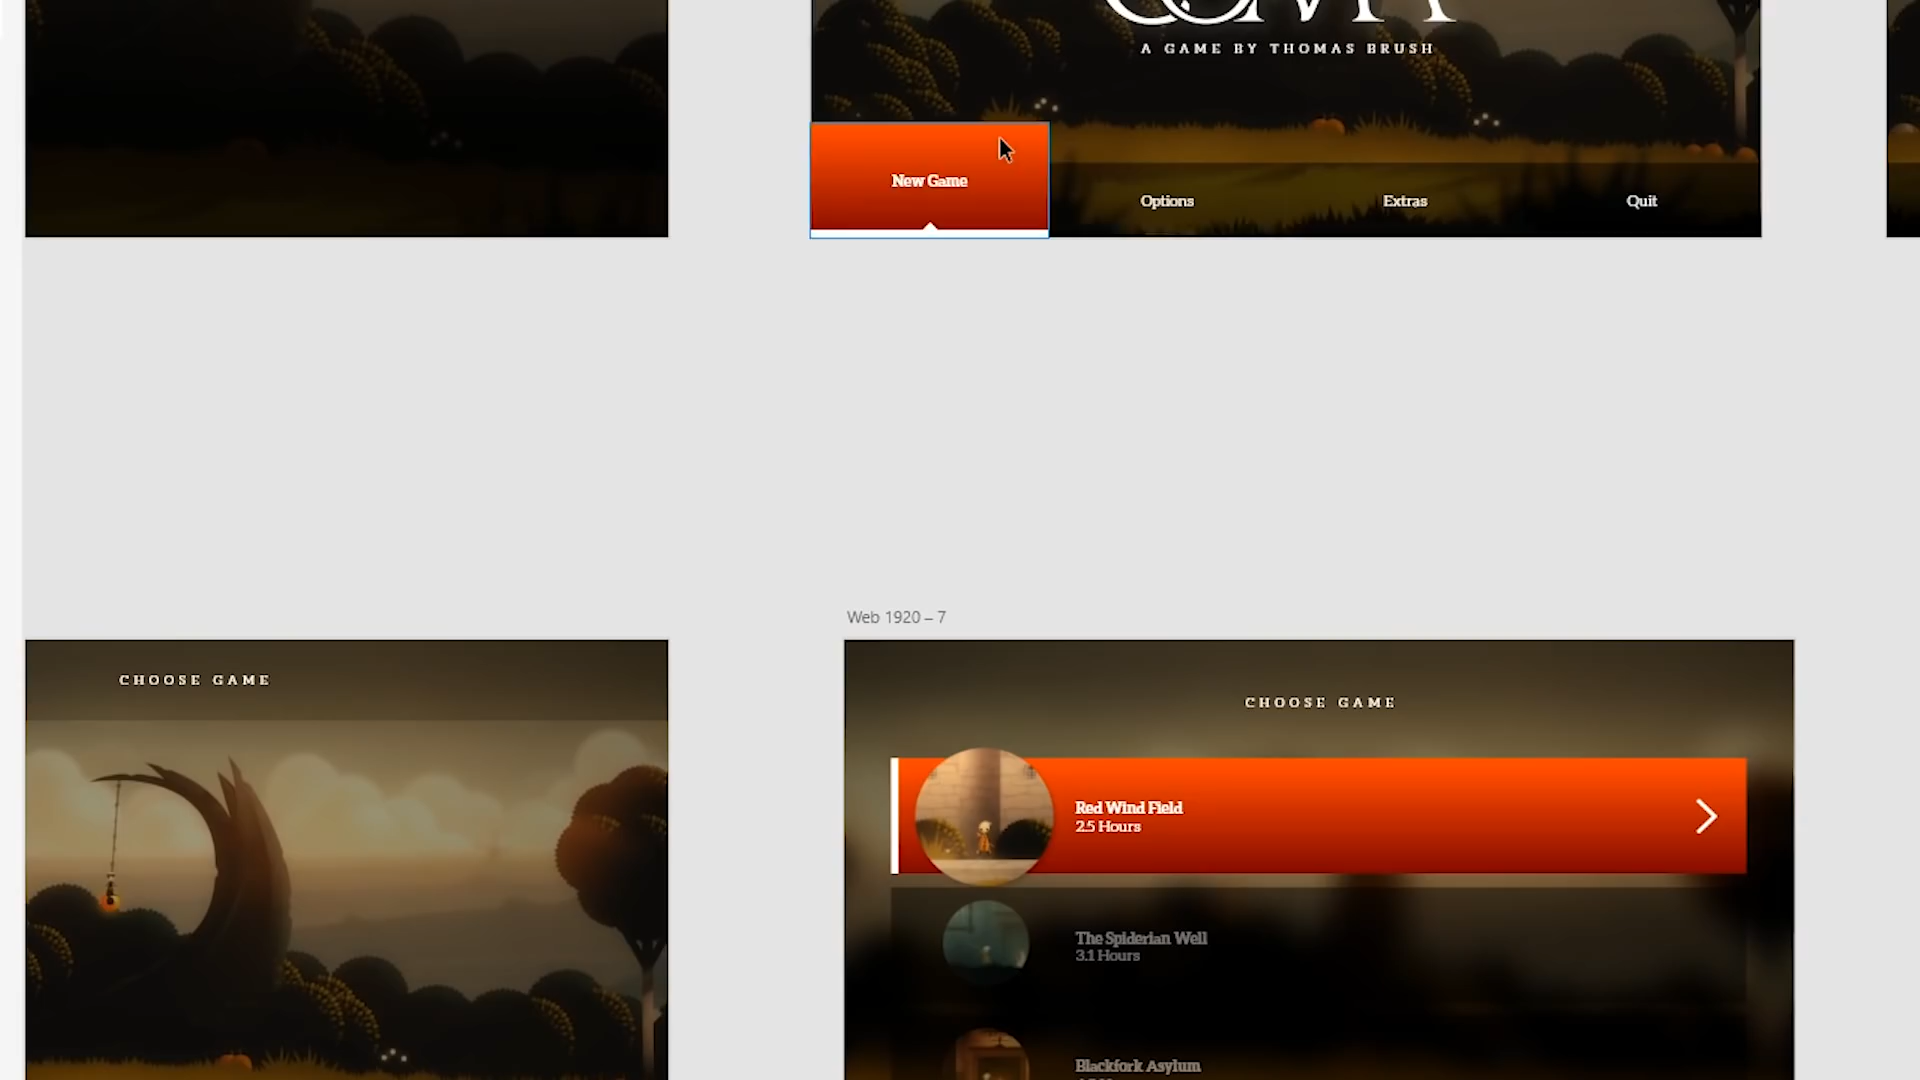 A GAME BY THOMAS BRUSH
New Game
Options
Extras
Quit
Web 1920 – 7
CHOOSE GAME
CHOOSE GAME
Red Wind Field
2.5 Hours
The Spiderian Well
3.1 Hours
Blackfork Asylum